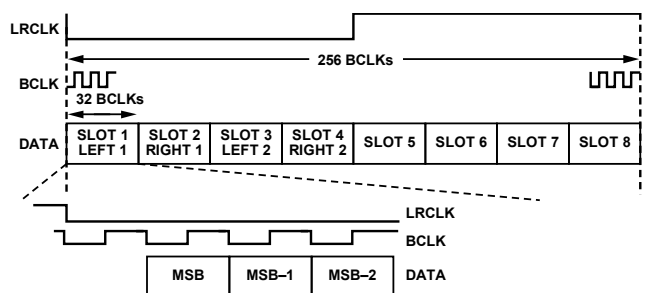 LRCLK
256 BCLKs
BCLK
32 BCLKs
DATA
SLOT 1
LEFT 1
SLOT 2
RIGHT 1
SLOT 3
LEFT 2
SLOT 4
RIGHT 2
SLOT 5
SLOT 6
SLOT 7
SLOT 8
LRCLK
BCLK
MSB
MSB–1
MSB–2
DATA